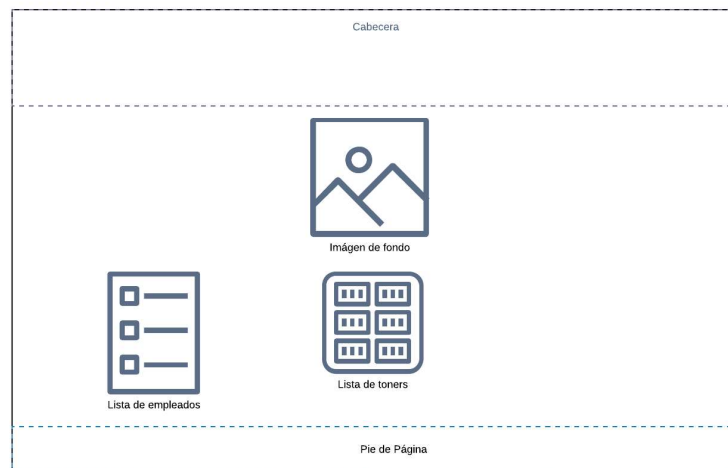 Cabecera
Imágen de fondo
Lista de toners
Lista de empleados
Pie de Página